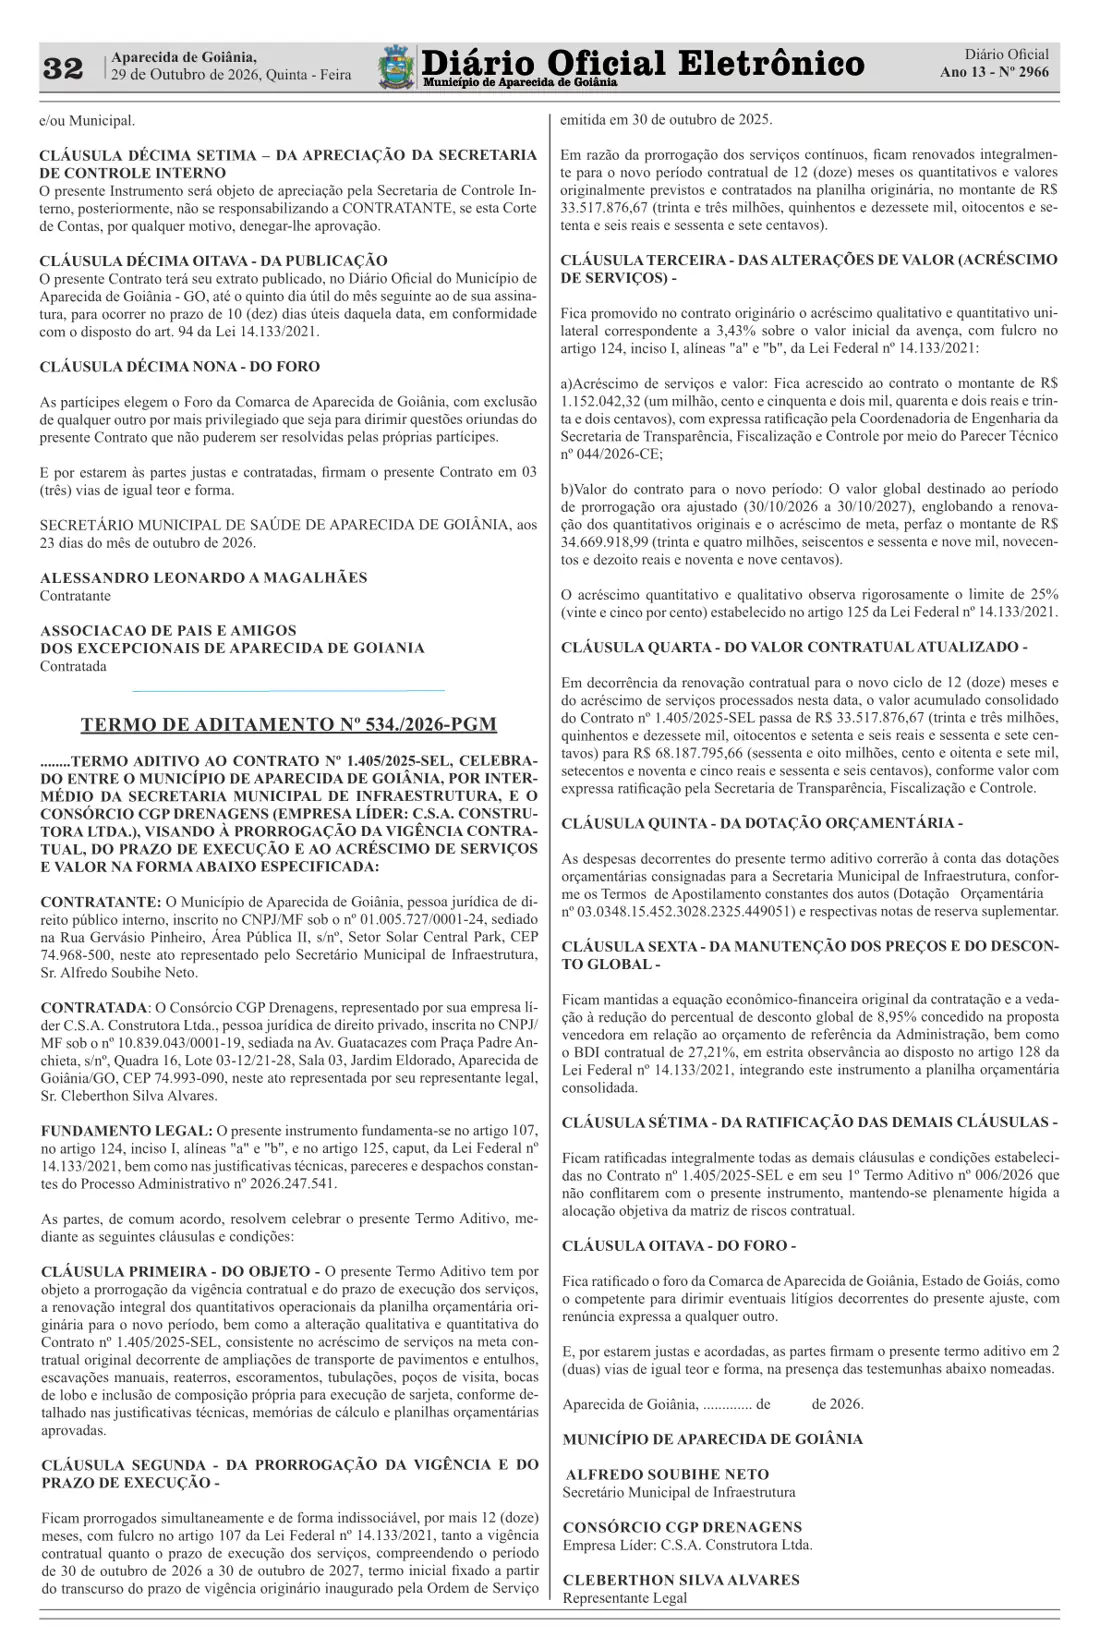 32
Aparecida de Goiânia,
29 de Outubro de 2026, Quinta - Feira
Diário Oficial Eletrônico
Município de Aparecida de Goiânia
Diário Oficial
Ano 13 - Nº 2966
e/ou Municipal.
CLÁUSULA DÉCIMA SETIMA – DA APRECIAÇÃO DA SECRETARIA
DE CONTROLE INTERNO
O presente Instrumento será objeto de apreciação pela Secretaria de Controle In-
terno, posteriormente, não se responsabilizando a CONTRATANTE, se esta Corte
de Contas, por qualquer motivo, denegar-lhe aprovação.
CLÁUSULA DÉCIMA OITAVA - DA PUBLICAÇÃO
O presente Contrato terá seu extrato publicado, no Diário Oficial do Município de
Aparecida de Goiânia - GO, até o quinto dia útil do mês seguinte ao de sua assina-
tura, para ocorrer no prazo de 10 (dez) dias úteis daquela data, em conformidade
com o disposto do art. 94 da Lei 14.133/2021.
CLÁUSULA DÉCIMA NONA - DO FORO
As partícipes elegem o Foro da Comarca de Aparecida de Goiânia, com exclusão
de qualquer outro por mais privilegiado que seja para dirimir questões oriundas do
presente Contrato que não puderem ser resolvidas pelas próprias partícipes.
E por estarem às partes justas e contratadas, firmam o presente Contrato em 03
(três) vias de igual teor e forma.
SECRETÁRIO MUNICIPAL DE SAÚDE DE APARECIDA DE GOIÂNIA, aos
23 dias do mês de outubro de 2026.
ALESSANDRO LEONARDO A MAGALHÃES
Contratante
ASSOCIACAO DE PAIS E AMIGOS
DOS EXCEPCIONAIS DE APARECIDA DE GOIANIA
Contratada
TERMO DE ADITAMENTO Nº 534./2026-PGM
........TERMO ADITIVO AO CONTRATO Nº 1.405/2025-SEL, CELEBRA-
DO ENTRE O MUNICÍPIO DE APARECIDA DE GOIÂNIA, POR INTER-
MÉDIO DA SECRETARIA MUNICIPAL DE INFRAESTRUTURA, E O
CONSÓRCIO CGP DRENAGENS (EMPRESA LÍDER: C.S.A. CONSTRU-
TORA LTDA.), VISANDO À PRORROGAÇÃO DA VIGÊNCIA CONTRA-
TUAL, DO PRAZO DE EXECUÇÃO E AO ACRÉSCIMO DE SERVIÇOS
E VALOR NA FORMA ABAIXO ESPECIFICADA:
CONTRATANTE: O Município de Aparecida de Goiânia, pessoa jurídica de di-
reito público interno, inscrito no CNPJ/MF sob o nº 01.005.727/0001-24, sediado
na Rua Gervásio Pinheiro, Área Pública II, s/nº, Setor Solar Central Park, CEP
74.968-500, neste ato representado pelo Secretário Municipal de Infraestrutura,
Sr. Alfredo Soubihe Neto.
CONTRATADA: O Consórcio CGP Drenagens, representado por sua empresa lí-
der C.S.A. Construtora Ltda., pessoa jurídica de direito privado, inscrita no CNPJ/
MF sob o nº 10.839.043/0001-19, sediada na Av. Guatacazes com Praça Padre An-
chieta, s/nº, Quadra 16, Lote 03-12/21-28, Sala 03, Jardim Eldorado, Aparecida de
Goiânia/GO, CEP 74.993-090, neste ato representada por seu representante legal,
Sr. Cleberthon Silva Alvares.
FUNDAMENTO LEGAL: O presente instrumento fundamenta-se no artigo 107,
no artigo 124, inciso I, alíneas "a" e "b", e no artigo 125, caput, da Lei Federal nº
14.133/2021, bem como nas justificativas técnicas, pareceres e despachos constan-
tes do Processo Administrativo nº 2026.247.541.
As partes, de comum acordo, resolvem celebrar o presente Termo Aditivo, me-
diante as seguintes cláusulas e condições:
CLÁUSULA PRIMEIRA - DO OBJETO - O presente Termo Aditivo tem por
objeto a prorrogação da vigência contratual e do prazo de execução dos serviços,
a renovação integral dos quantitativos operacionais da planilha orçamentária ori-
ginária para o novo período, bem como a alteração qualitativa e quantitativa do
Contrato nº 1.405/2025-SEL, consistente no acréscimo de serviços na meta con-
tratual original decorrente de ampliações de transporte de pavimentos e entulhos,
escavações manuais, reaterros, escoramentos, tubulações, poços de visita, bocas
de lobo e inclusão de composição própria para execução de sarjeta, conforme de-
talhado nas justificativas técnicas, memórias de cálculo e planilhas orçamentárias
aprovadas.
CLÁUSULA SEGUNDA - DA PRORROGAÇÃO DA VIGÊNCIA E DO
PRAZO DE EXECUÇÃO -
Ficam prorrogados simultaneamente e de forma indissociável, por mais 12 (doze)
meses, com fulcro no artigo 107 da Lei Federal nº 14.133/2021, tanto a vigência
contratual quanto o prazo de execução dos serviços, compreendendo o período
de 30 de outubro de 2026 a 30 de outubro de 2027, termo inicial fixado a partir
do transcurso do prazo de vigência originário inaugurado pela Ordem de Serviço
emitida em 30 de outubro de 2025.
Em razão da prorrogação dos serviços contínuos, ficam renovados integralmen-
te para o novo período contratual de 12 (doze) meses os quantitativos e valores
originalmente previstos e contratados na planilha originária, no montante de R$
33.517.876,67 (trinta e três milhões, quinhentos e dezessete mil, oitocentos e se-
tenta e seis reais e sessenta e sete centavos).
CLÁUSULA TERCEIRA - DAS ALTERAÇÕES DE VALOR (ACRÉSCIMO
DE SERVIÇOS) -
Fica promovido no contrato originário o acréscimo qualitativo e quantitativo uni-
lateral correspondente a 3,43% sobre o valor inicial da avença, com fulcro no
artigo 124, inciso I, alíneas "a" e "b", da Lei Federal nº 14.133/2021:
a)Acréscimo de serviços e valor: Fica acrescido ao contrato o montante de R$
1.152.042,32 (um milhão, cento e cinquenta e dois mil, quarenta e dois reais e trin-
ta e dois centavos), com expressa ratificação pela Coordenadoria de Engenharia da
Secretaria de Transparência, Fiscalização e Controle por meio do Parecer Técnico
nº 044/2026-CE;
b)Valor do contrato para o novo período: O valor global destinado ao período
de prorrogação ora ajustado (30/10/2026 a 30/10/2027), englobando a renova-
ção dos quantitativos originais e o acréscimo de meta, perfaz o montante de R$
34.669.918,99 (trinta e quatro milhões, seiscentos e sessenta e nove mil, novecen-
tos e dezoito reais e noventa e nove centavos).
O acréscimo quantitativo e qualitativo observa rigorosamente o limite de 25%
(vinte e cinco por cento) estabelecido no artigo 125 da Lei Federal nº 14.133/2021.
CLÁUSULA QUARTA - DO VALOR CONTRATUAL ATUALIZADO -
Em decorrência da renovação contratual para o novo ciclo de 12 (doze) meses e
do acréscimo de serviços processados nesta data, o valor acumulado consolidado
do Contrato nº 1.405/2025-SEL passa de R$ 33.517.876,67 (trinta e três milhões,
quinhentos e dezessete mil, oitocentos e setenta e seis reais e sessenta e sete cen-
tavos) para R$ 68.187.795,66 (sessenta e oito milhões, cento e oitenta e sete mil,
setecentos e noventa e cinco reais e sessenta e seis centavos), conforme valor com
expressa ratificação pela Secretaria de Transparência, Fiscalização e Controle.
CLÁUSULA QUINTA - DA DOTAÇÃO ORÇAMENTÁRIA -
As despesas decorrentes do presente termo aditivo correrão à conta das dotações
orçamentárias consignadas para a Secretaria Municipal de Infraestrutura, confor-
me os Termos de Apostilamento constantes dos autos (Dotação Orçamentária
nº 03.0348.15.452.3028.2325.449051) e respectivas notas de reserva suplementar.
CLÁUSULA SEXTA - DA MANUTENÇÃO DOS PREÇOS E DO DESCON-
TO GLOBAL -
Ficam mantidas a equação econômico-financeira original da contratação e a veda-
ção à redução do percentual de desconto global de 8,95% concedido na proposta
vencedora em relação ao orçamento de referência da Administração, bem como
o BDI contratual de 27,21%, em estrita observância ao disposto no artigo 128 da
Lei Federal nº 14.133/2021, integrando este instrumento a planilha orçamentária
consolidada.
CLÁUSULA SÉTIMA - DA RATIFICAÇÃO DAS DEMAIS CLÁUSULAS -
Ficam ratificadas integralmente todas as demais cláusulas e condições estabeleci-
das no Contrato nº 1.405/2025-SEL e em seu 1º Termo Aditivo nº 006/2026 que
não conflitarem com o presente instrumento, mantendo-se plenamente hígida a
alocação objetiva da matriz de riscos contratual.
CLÁUSULA OITAVA - DO FORO -
Fica ratificado o foro da Comarca de Aparecida de Goiânia, Estado de Goiás, como
o competente para dirimir eventuais litígios decorrentes do presente ajuste, com
renúncia expressa a qualquer outro.
E, por estarem justas e acordadas, as partes firmam o presente termo aditivo em 2
(duas) vias de igual teor e forma, na presença das testemunhas abaixo nomeadas.
Aparecida de Goiânia, ............. de de 2026.
MUNICÍPIO DE APARECIDA DE GOIÂNIA
ALFREDO SOUBIHE NETO
Secretário Municipal de Infraestrutura
CONSÓRCIO CGP DRENAGENS
Empresa Líder: C.S.A. Construtora Ltda.
CLEBERTHON SILVA ALVARES
Representante Legal